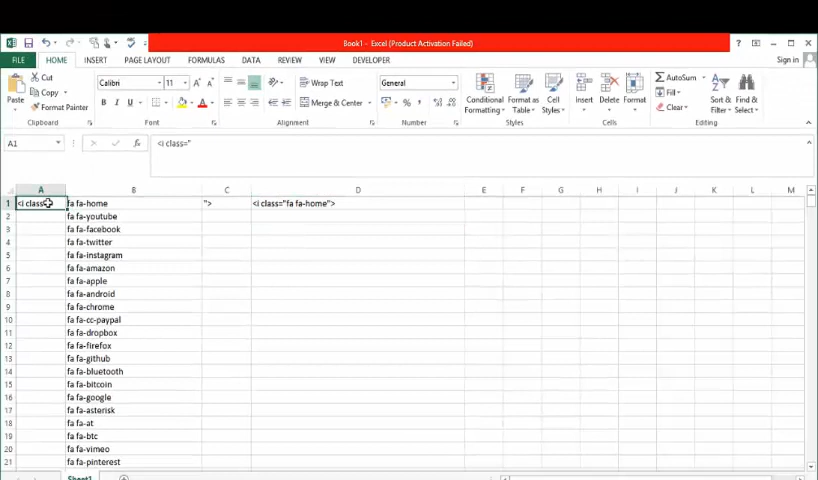 Book1 - Excel (Product Activation Failed)
?
FILE HOME INSERT PAGE LAYOUT FORMULAS DATA REVIEW VIEW DEVELOPER Sign in
Paste
Cut
Copy
Format Painter
Clipboard
Calibri 11
B I U
Font
Wrap Text
Merge & Center
Alignment
General
Number
Conditional Formatting
Format as Table
Cell Styles
Styles
Insert Delete Format
Cells
AutoSum
Fill
Clear
Sort & Filter
Find & Select
Editing
A1 fx <i class="
A B C D E F G H I J K L M
1 <i class= fa fa-home "> <i class="fa fa-home">
2 fa fa-youtube
3 fa fa-facebook
4 fa fa-twitter
5 fa fa-instagram
6 fa fa-amazon
7 fa fa-apple
8 fa fa-android
9 fa fa-chrome
10 fa fa-cc-paypal
11 fa fa-dropbox
12 fa fa-firefox
13 fa fa-github
14 fa fa-bluetooth
15 fa fa-bitcoin
16 fa fa-google
17 fa fa-asterisk
18 fa fa-at
19 fa fa-btc
20 fa fa-vimeo
21 fa fa-pinterest
Sheet1